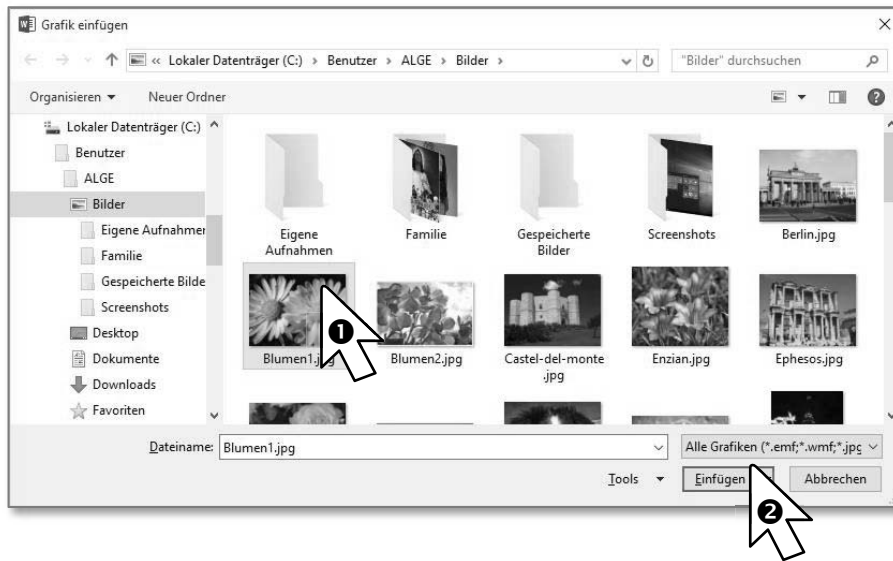 Grafik einfügen
« Lokaler Datenträger (C:) › Benutzer › ALGE › Bilder ›
"Bilder" durchsuchen
Organisieren
Neuer Ordner
Lokaler Datenträger (C:)
Benutzer
ALGE
Bilder
Eigene Aufnahmen
Familie
Gespeicherte Bilde
Screenshots
Desktop
Dokumente
Downloads
Favoriten
Eigene
Aufnahmen
Familie
Gespeicherte
Bilder
Screenshots
Berlin.jpg
Blumen1.jpg
Blumen2.jpg
Castel-del-monte
.jpg
Enzian.jpg
Ephesos.jpg
1
Dateiname:
Blumen1.jpg
Alle Grafiken (*.emf;*.wmf;*.jpg
Tools
Einfügen
Abbrechen
2